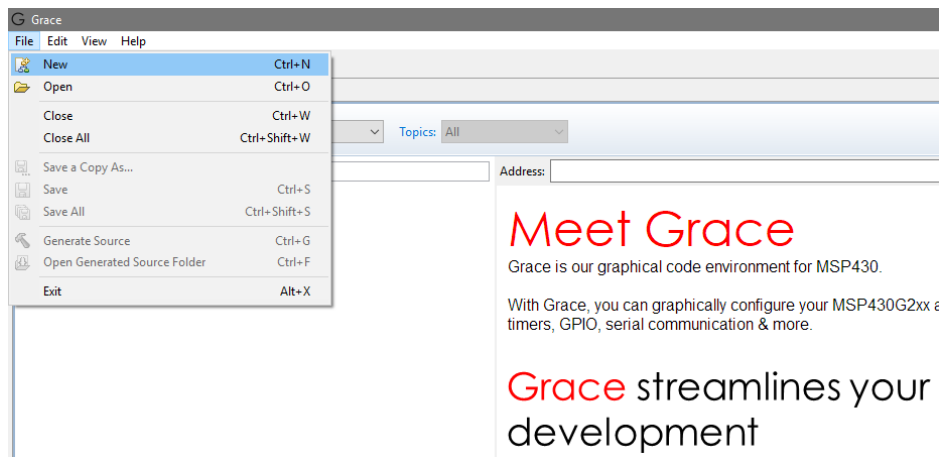 G Grace
File Edit View Help
New Ctrl+N
Open Ctrl+O
Close Ctrl+W
Close All Ctrl+Shift+W
Save a Copy As...
Save Ctrl+S
Save All Ctrl+Shift+S
Generate Source Ctrl+G
Open Generated Source Folder Ctrl+F
Exit Alt+X
Topics: All
Address:
Meet Grace
Grace is our graphical code environment for MSP430.
With Grace, you can graphically configure your MSP430G2xx a
timers, GPIO, serial communication & more.
Grace streamlines your
development